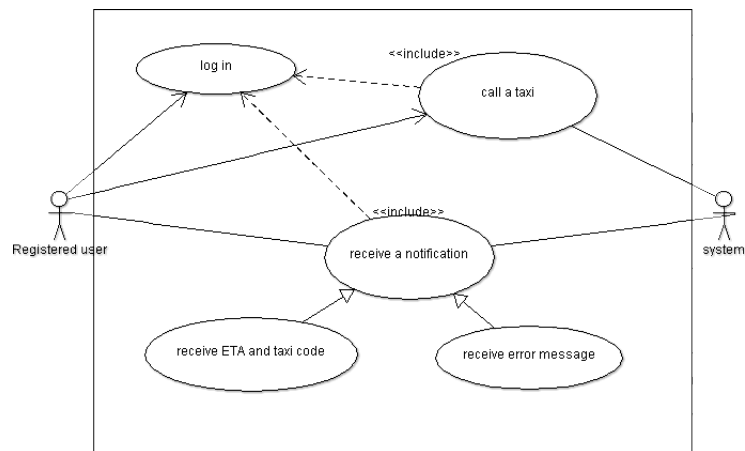 <<include>>
log in
call a taxi
Registered user
system
<<include>>
receive a notification
receive ETA and taxi code
receive error message